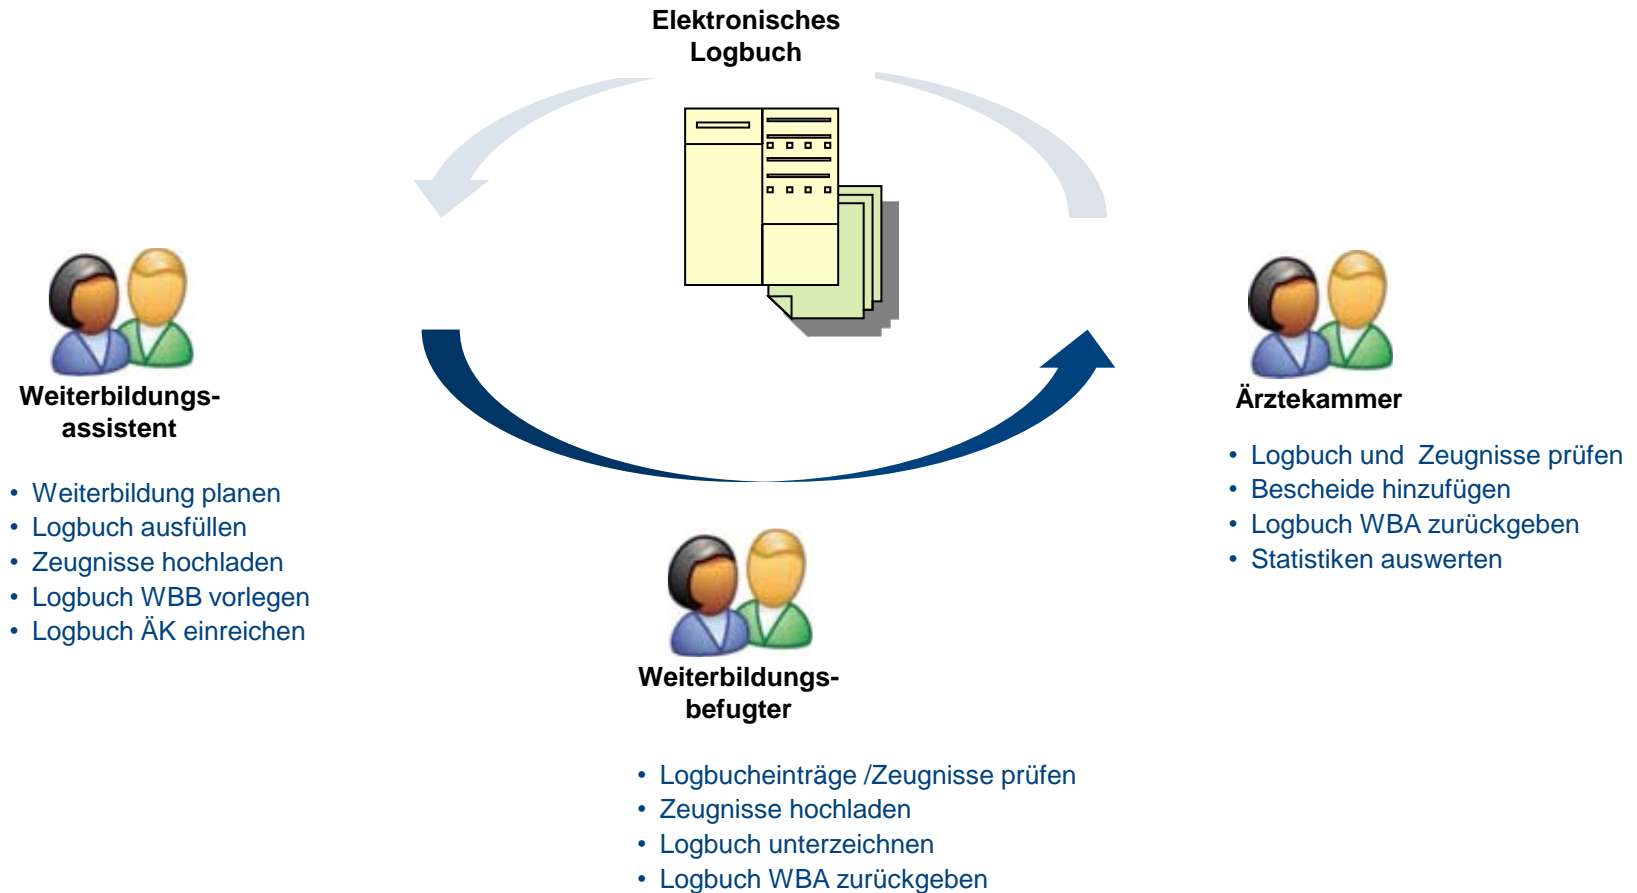 Elektronisches
Logbuch
Weiterbildungs-
assistent
• Weiterbildung planen
• Logbuch ausfüllen
• Zeugnisse hochladen
• Logbuch WBB vorlegen
• Logbuch ÄK einreichen
Weiterbildungs-
befugter
• Logbucheinträge /Zeugnisse prüfen
• Zeugnisse hochladen
• Logbuch unterzeichnen
• Logbuch WBA zurückgeben
Ärztekammer
• Logbuch und  Zeugnisse prüfen
• Bescheide hinzufügen
• Logbuch WBA zurückgeben
• Statistiken auswerten